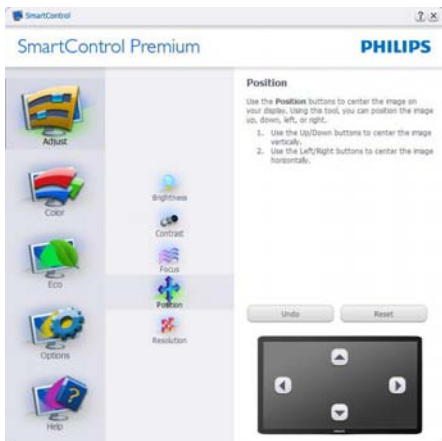 SmartControl
SmartControl Premium
PHILIPS
Adjust
Color
Eco
Options
Help
Brightness
Contrast
Focus
Position
Resolution
Position
Use the Position buttons to center the image on
your display. Using the tool, you can position the image
up, down, left, or right.
1. Use the Up/Down buttons to center the image
vertically.
2. Use the Left/Right buttons to center the image
horizontally.
Undo
Reset
PHILIPS